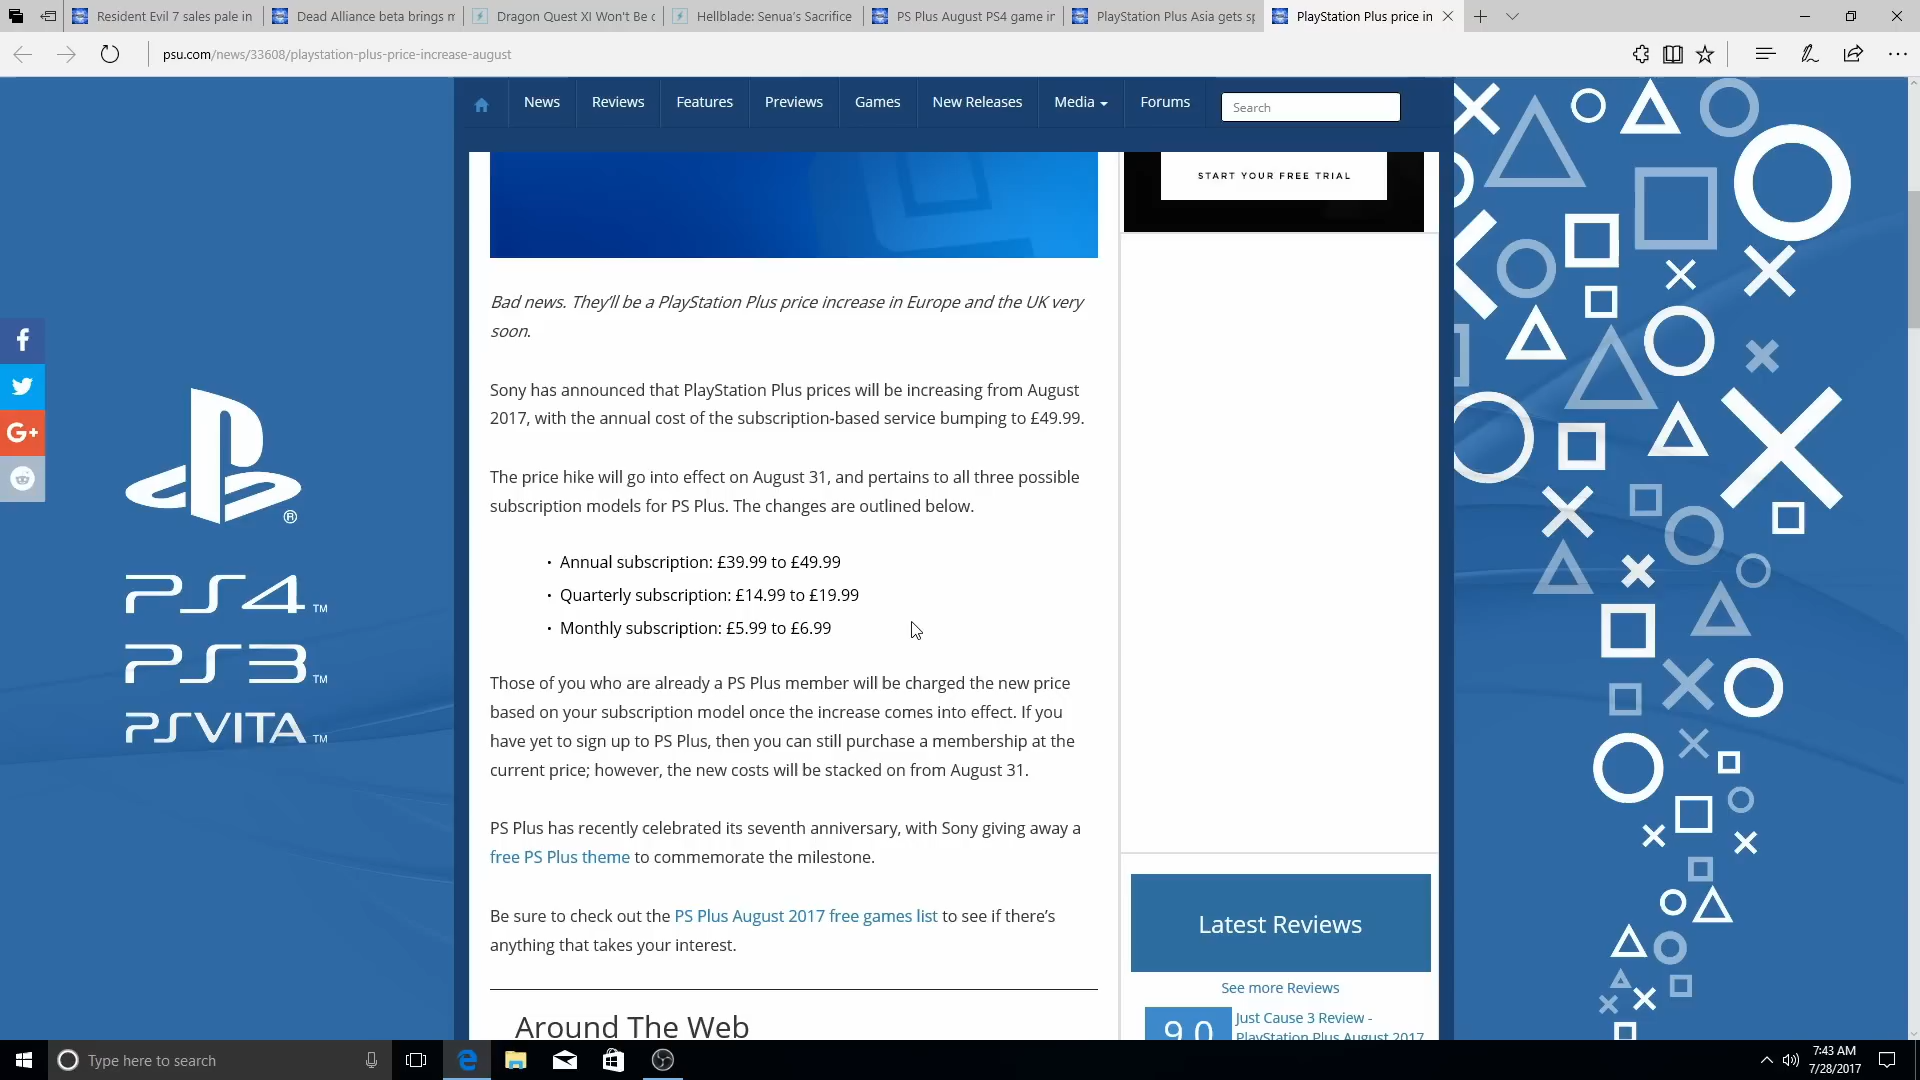 Resident Evil 7 sales pale in
Dead Alliance beta brings m
Dragon Quest XI Won't Be
Hellblade: Senua's Sacrifice
PS Plus August PS4 game in
PlayStation Plus Asia gets sp
PlayStation Plus price in
psu.com/news/33608/playstation-plus-price-increase-august
News
Reviews
Features
Previews
Games
New Releases
Media
Forums
Search
START YOUR FREE TRIAL
Bad news. They'll be a PlayStation Plus price increase in Europe and the UK very
soon.
Sony has announced that PlayStation Plus prices will be increasing from August
2017, with the annual cost of the subscription-based service bumping to £49.99.
The price hike will go into effect on August 31, and pertains to all three possible
subscription models for PS Plus. The changes are outlined below.
• Annual subscription: £39.99 to £49.99
• Quarterly subscription: £14.99 to £19.99
• Monthly subscription: £5.99 to £6.99
Those of you who are already a PS Plus member will be charged the new price
based on your subscription model once the increase comes into effect. If you
have yet to sign up to PS Plus, then you can still purchase a membership at the
current price; however, the new costs will be stacked on from August 31.
PS Plus has recently celebrated its seventh anniversary, with Sony giving away a
free PS Plus theme to commemorate the milestone.
Be sure to check out the PS Plus August 2017 free games list to see if there's
anything that takes your interest.
Around The Web
f
G+
®
PS4™
PS3™
PSVITA™
Latest Reviews
See more Reviews
9.0
Just Cause 3 Review -
PlayStation Plus August 2017
Type here to search
7:43 AM
7/28/2017